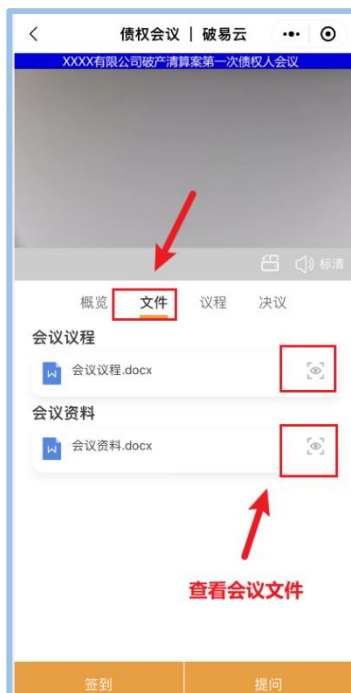 债权会议 | 破易云
XXXX有限公司破产清算案第一次债权人会议
标清
概览 文件 议程 决议
会议议程
会议议程.docx
会议资料
会议资料.docx
查看会议文件
签到 提问